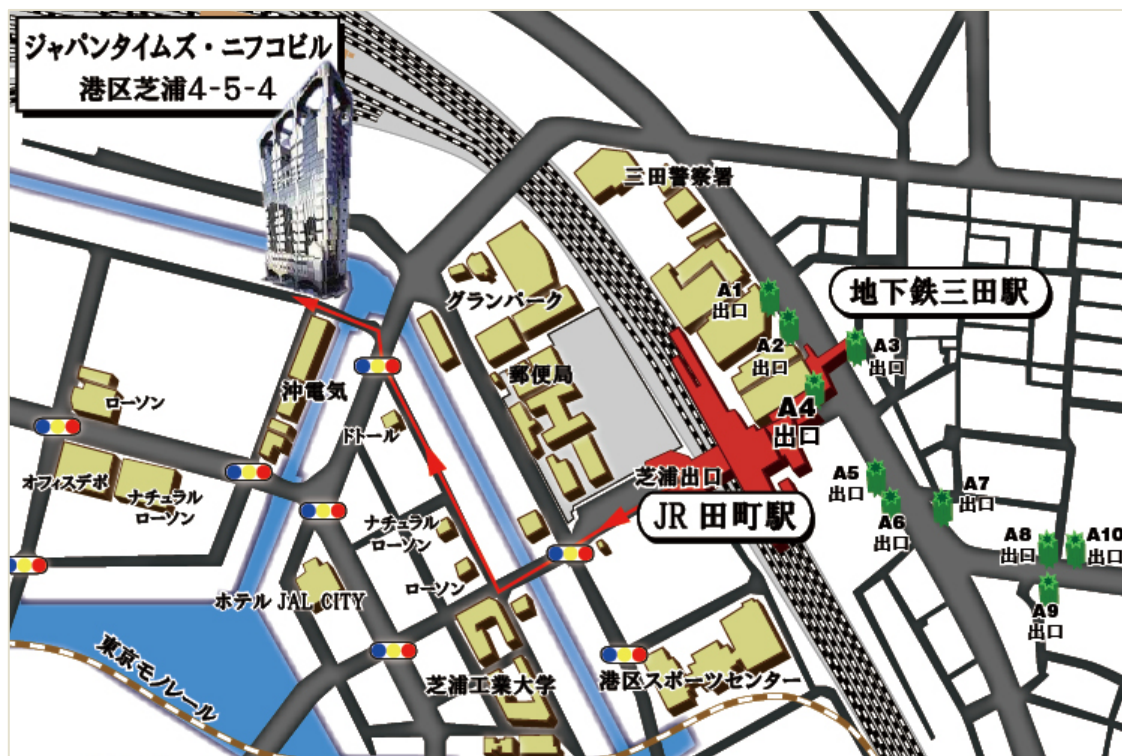 ジャパンタイムズ・ニフコビル
港区芝浦4-5-4
三田警察署
地下鉄三田駅
A1
出口
A2
出口
A3
出口
A4
出口
グランパーク
郵便局
沖電気
ローソン
ドトール
芝浦出口
JR 田町駅
オフィスデポ
ナチュラル
ローソン
ナチュラル
ローソン
ローソン
A5
出口
A6
出口
A7
出口
A8
出口
A10
出口
A9
出口
ホテル JAL CITY
東京モノレール
芝浦工業大学
港区スポーツセンター